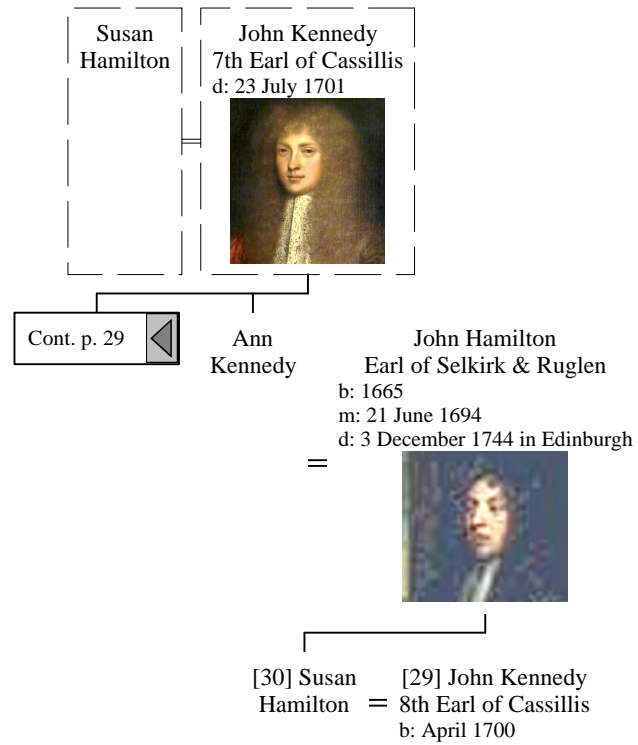 Susan
Hamilton
John Kennedy
7th Earl of Cassillis
d: 23 July 1701
=
Cont. p. 29
Ann
Kennedy
John Hamilton
Earl of Selkirk & Ruglen
b: 1665
m: 21 June 1694
d: 3 December 1744 in Edinburgh
=
[30] Susan
Hamilton
=
[29] John Kennedy
8th Earl of Cassillis
b: April 1700